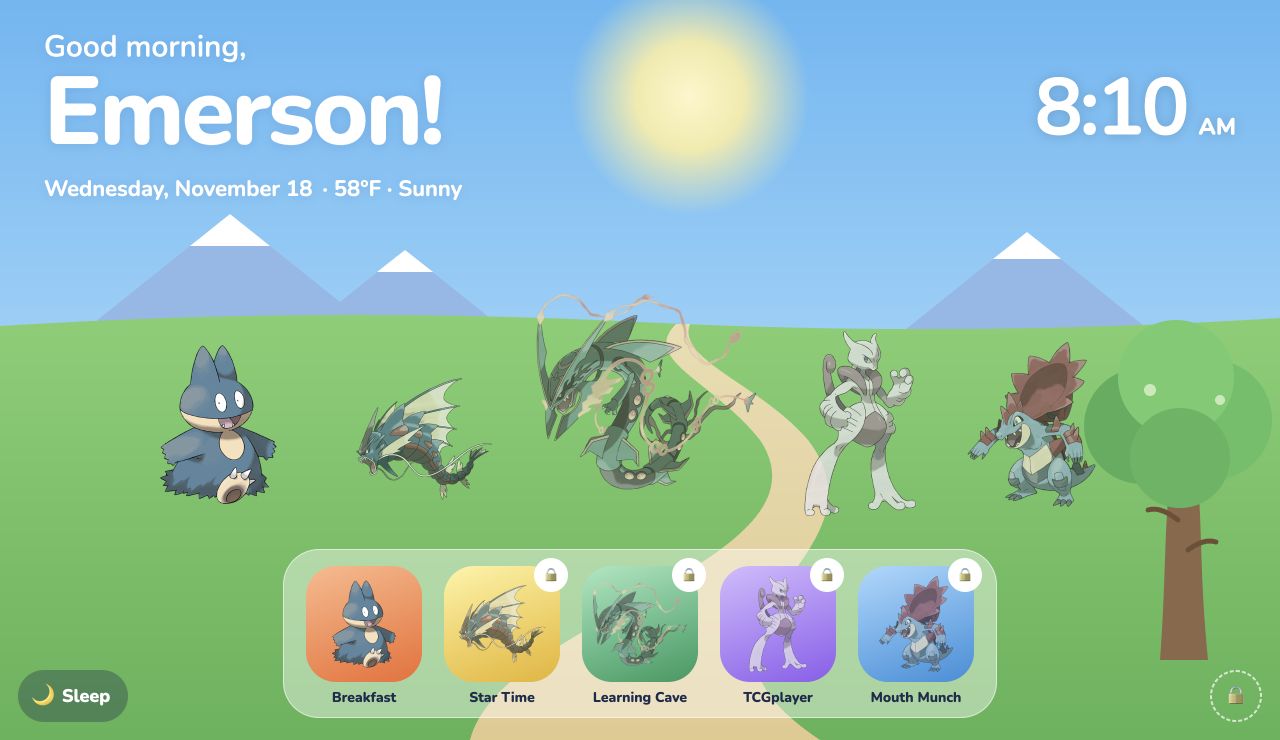 Good morning,
Emerson!
8:10 AM
Wednesday, November 18 · 58°F · Sunny
Breakfast
Star Time
Learning Cave
TCGplayer
Mouth Munch
Sleep